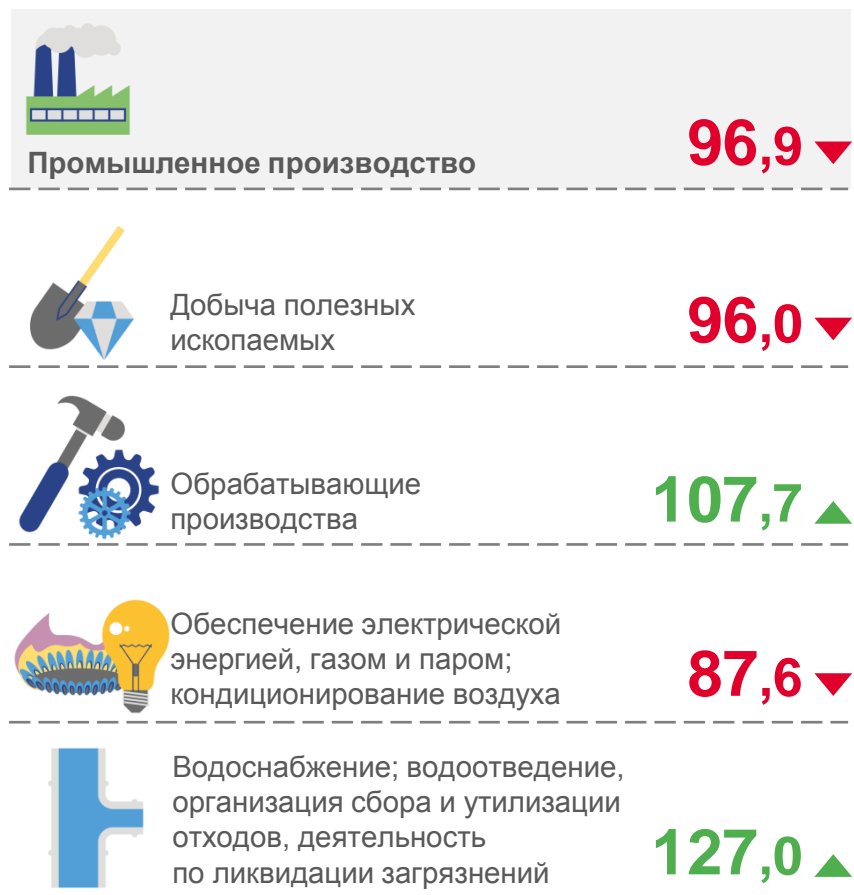 Промышленное производство
96,9
Добыча полезных
ископаемых
96,0
Обрабатывающие
производства
107,7
Обеспечение электрической
энергией, газом и паром;
кондиционирование воздуха
87,6
Водоснабжение; водоотведение,
организация сбора и утилизации
отходов, деятельность
по ликвидации загрязнений
127,0